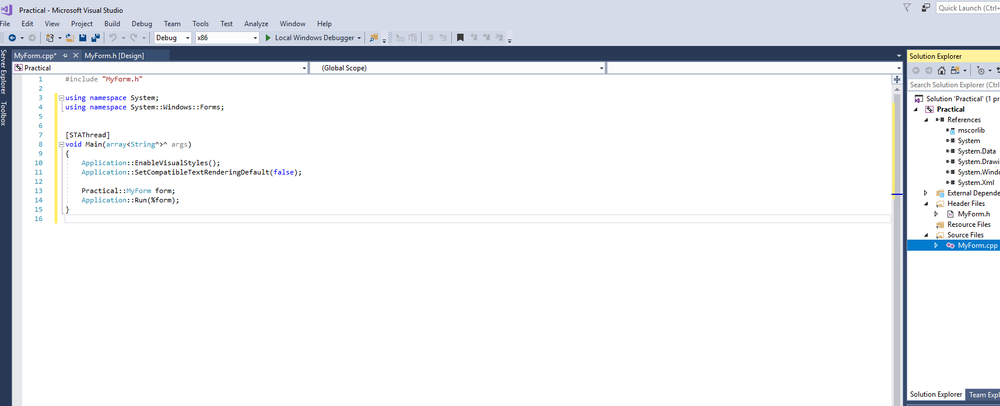 Practical - Microsoft Visual Studio
Quick Launch (Ctrl+
File Edit View Project Build Debug Team Tools Test Analyze Window Help
Debug x86 Local Windows Debugger
Server Explorer
Toolbox
MyForm.cpp* MyForm.h [Design]
Practical (Global Scope)
1 #include "MyForm.h"
2
3 using namespace System;
4 using namespace System::Windows::Forms;
5
6
7 [STAThread]
8 void Main(array<String^>^ args)
9 {
10 Application::EnableVisualStyles();
11 Application::SetCompatibleTextRenderingDefault(false);
12
13 Practical::MyForm form;
14 Application::Run(%form);
15 }
16
Solution Explorer
Search Solution Explorer (Ctrl
Solution 'Practical' (1 pr
Practical
References
mscorlib
System
System.Data
System.Drawi
System.Windo
System.Xml
External Depende
Header Files
MyForm.h
Resource Files
Source Files
MyForm.cpp
Solution Explorer Team Expl